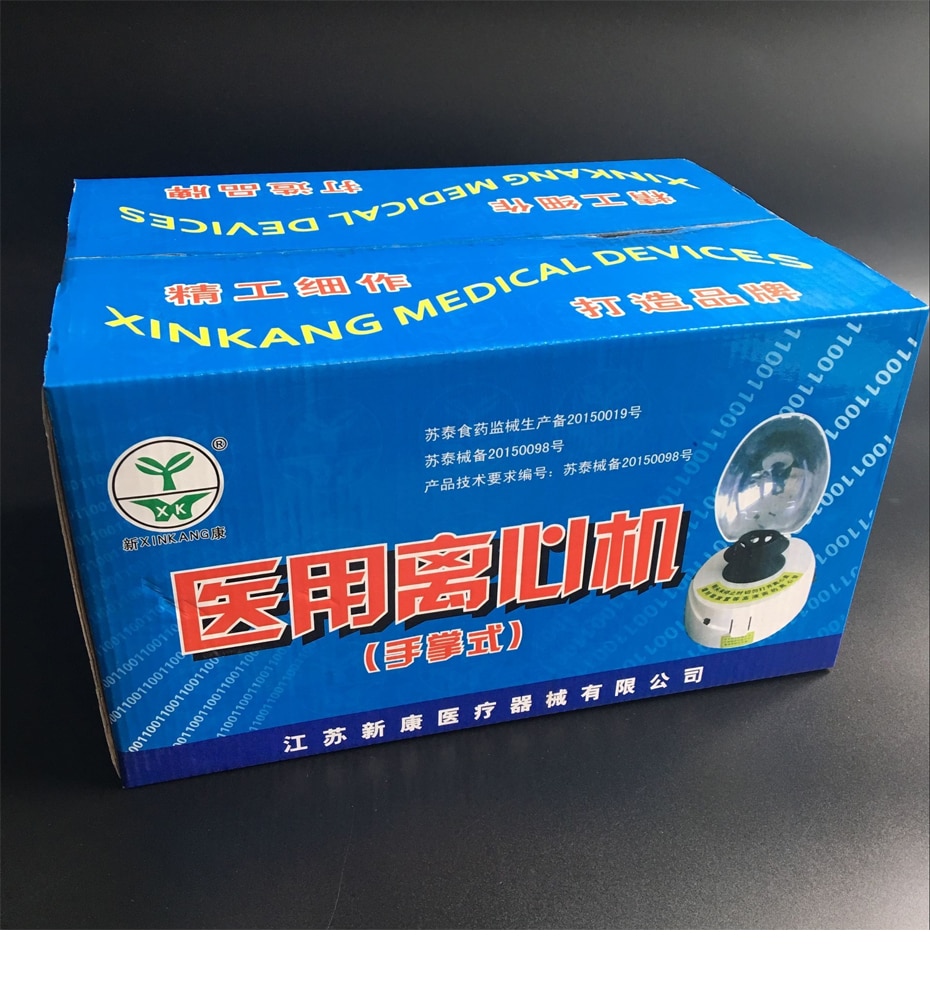 XINKANG MEDICAL DEVICES
精工细作
打造品牌
精工细作
XINKANG MEDICAL DEVICES
打造品牌
苏泰食药监械生产备20150019号
苏泰械备20150098号
产品技术要求编号：苏泰械备20150098号
®
XK
新XINKANG康
医用离心机
（手掌式）
江苏新康医疗器械有限公司